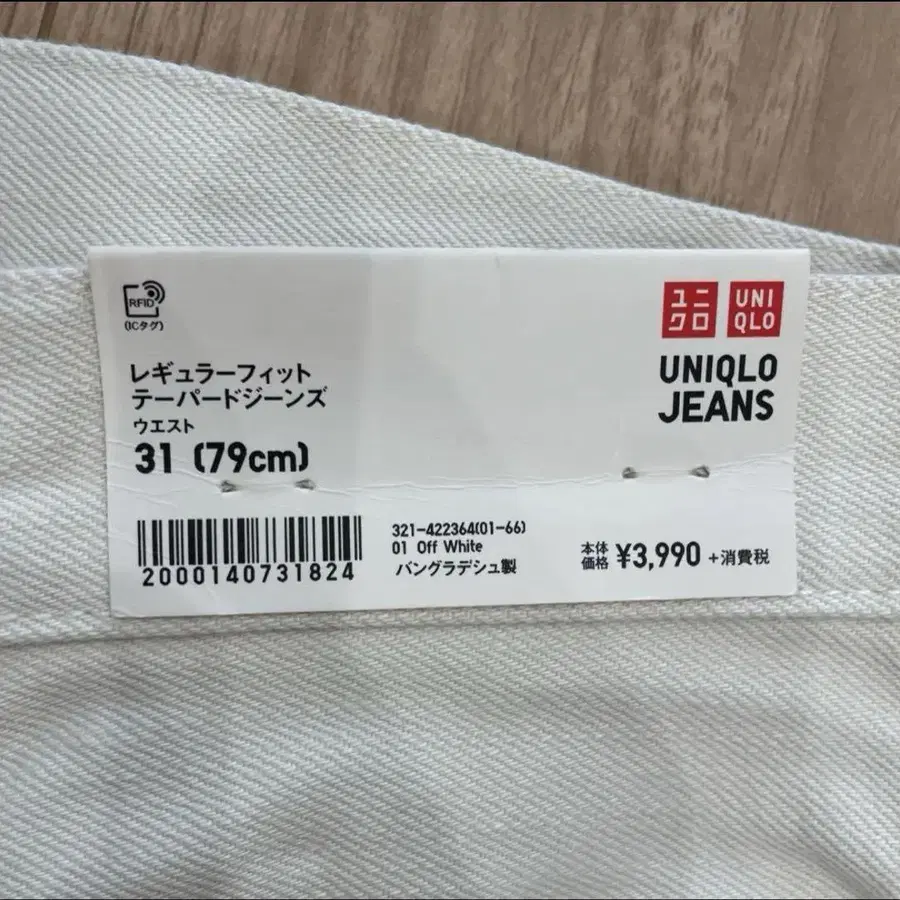 RFID
(ICタグ)
レギュラーフィット
テーパードジーンズ
ウエスト
31 (79cm)
2000140731824
ユニ
クロ
UNI
QLO
UNIQLO
JEANS
321-422364(01-66)
01 Off White
バングラデシュ製
本体
価格 ¥3,990 +消費税